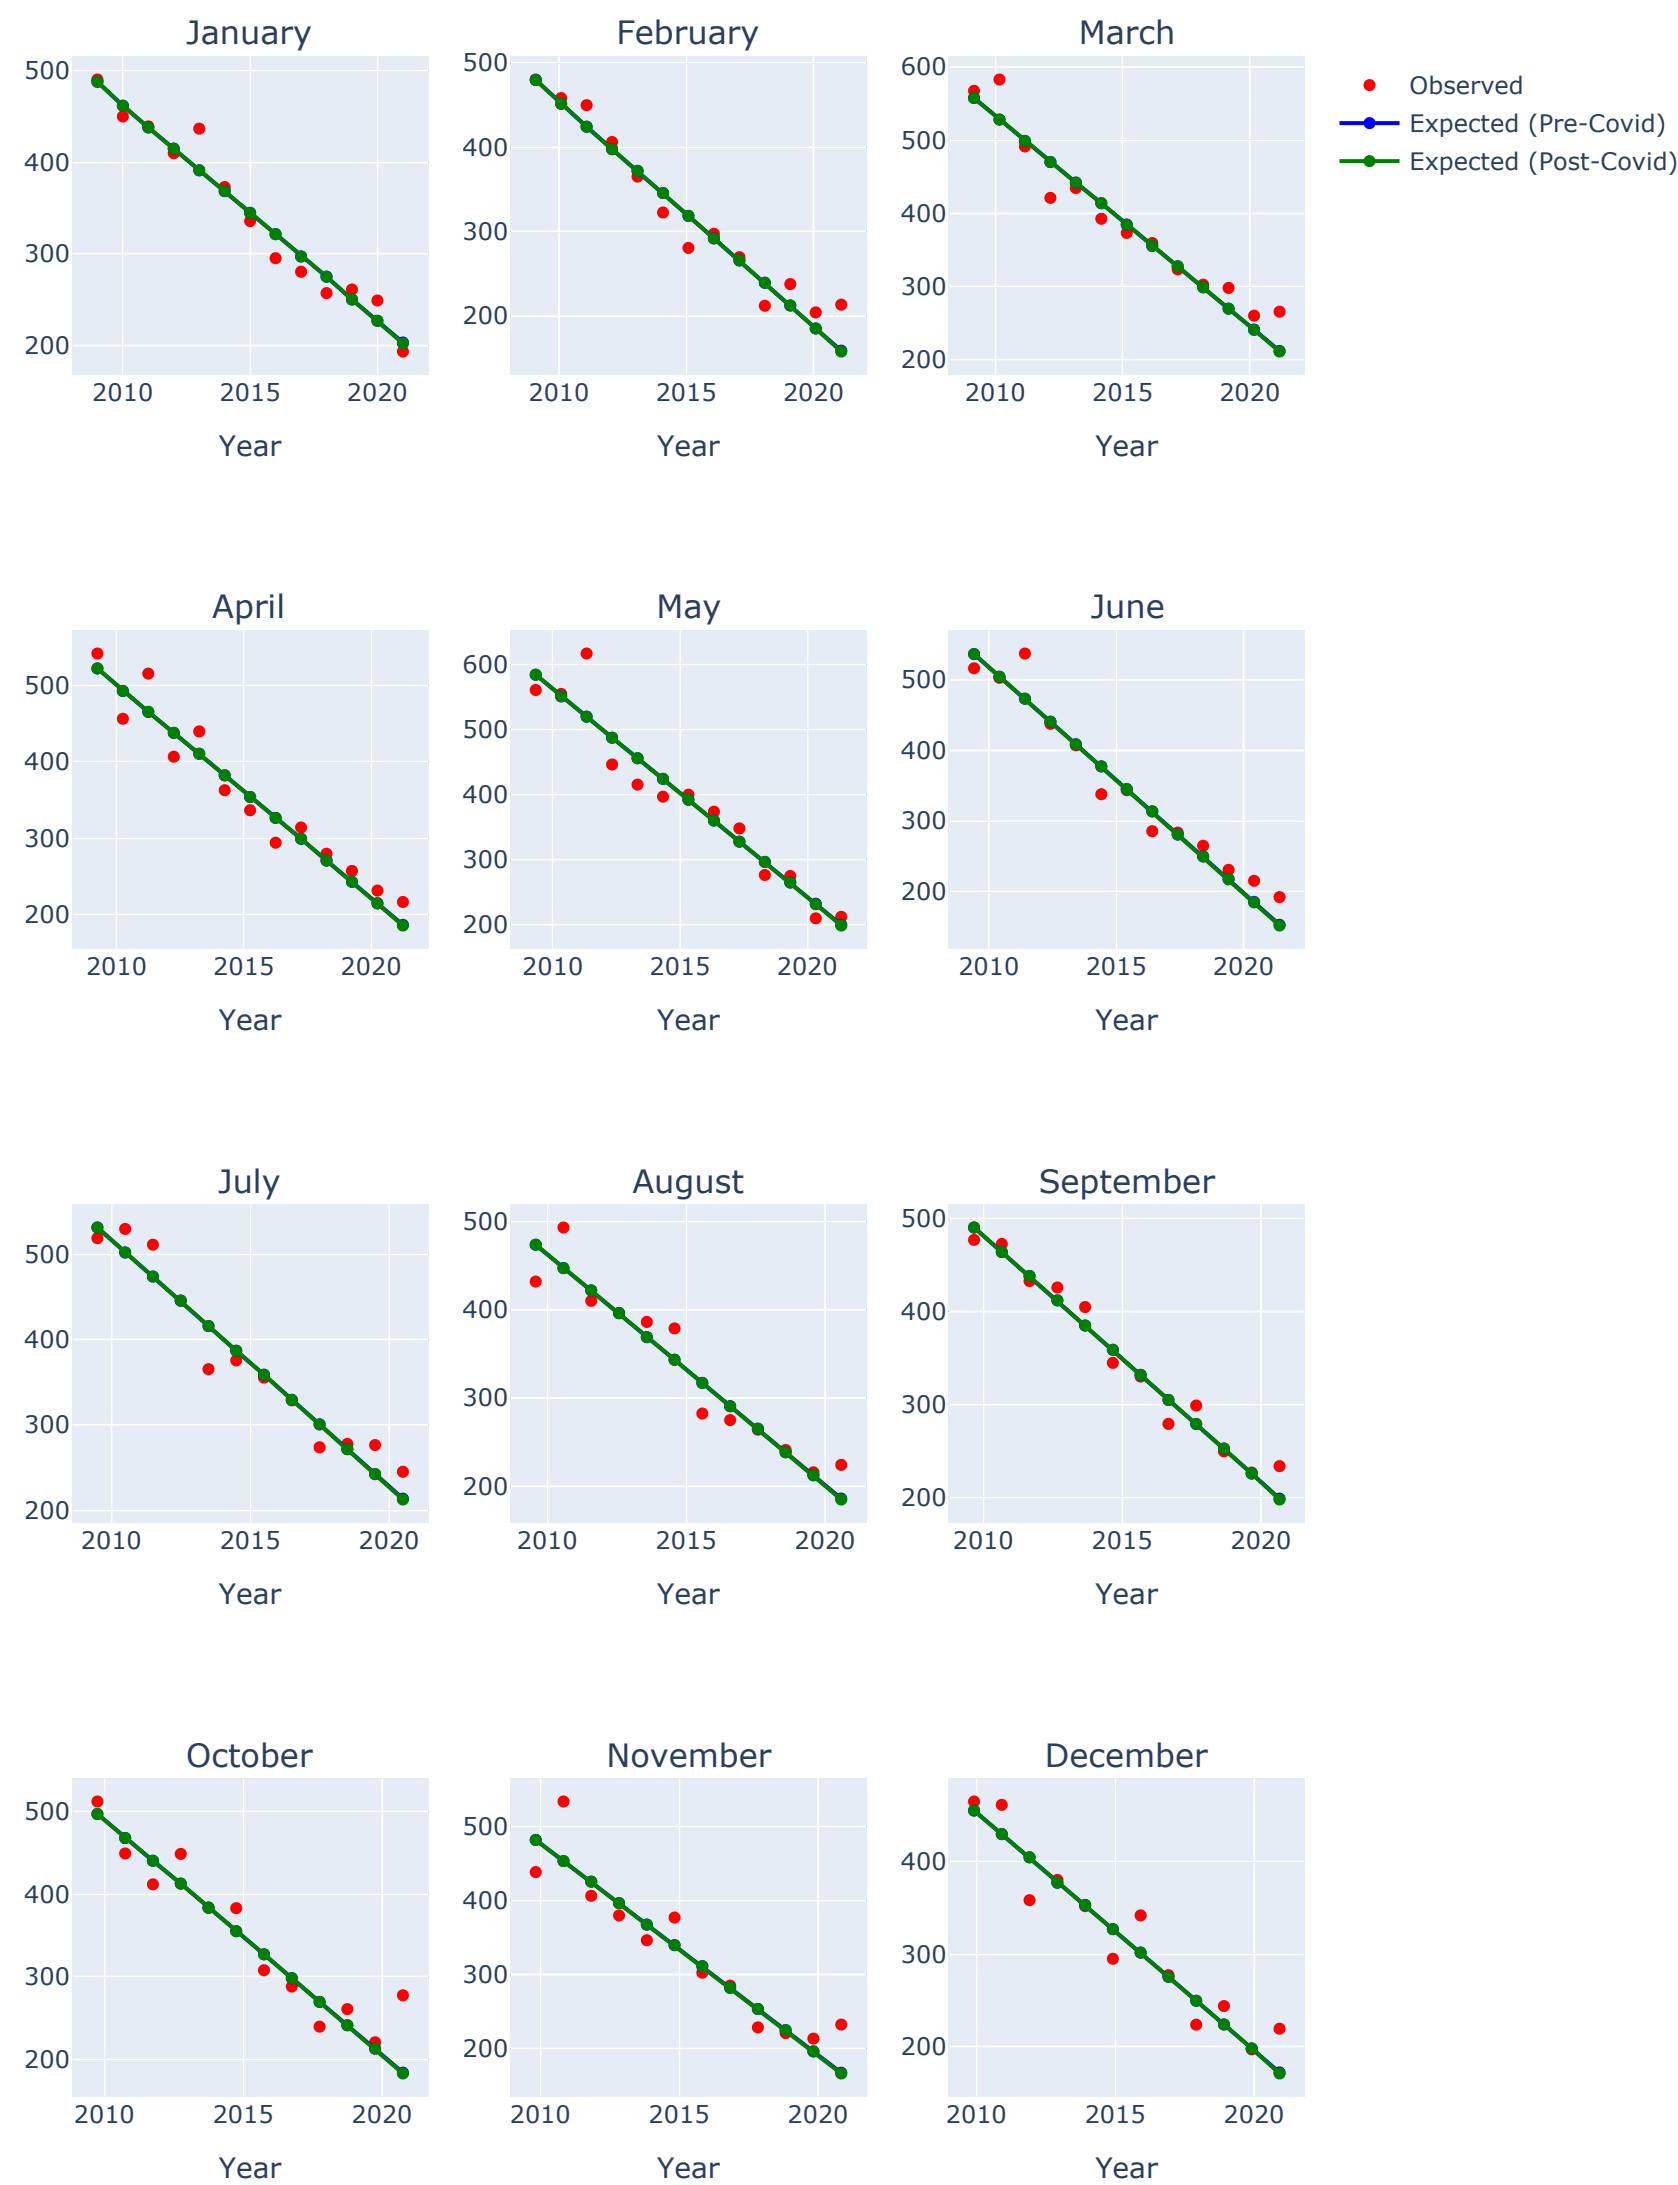 January
February
March
500
400
300
200
2010 2015 2020
Year
500
400
300
200
2010 2015 2020
Year
600
500
400
300
200
2010 2015 2020
Year
Observed
Expected (Pre-Covid)
Expected (Post-Covid)
April
May
June
500
400
300
200
2010 2015 2020
Year
600
500
400
300
200
2010 2015 2020
Year
500
400
300
200
2010 2015 2020
Year
July
August
September
500
400
300
200
2010 2015 2020
Year
500
400
300
200
2010 2015 2020
Year
500
400
300
200
2010 2015 2020
Year
October
November
December
500
400
300
200
2010 2015 2020
Year
500
400
300
200
2010 2015 2020
Year
400
300
200
2010 2015 2020
Year